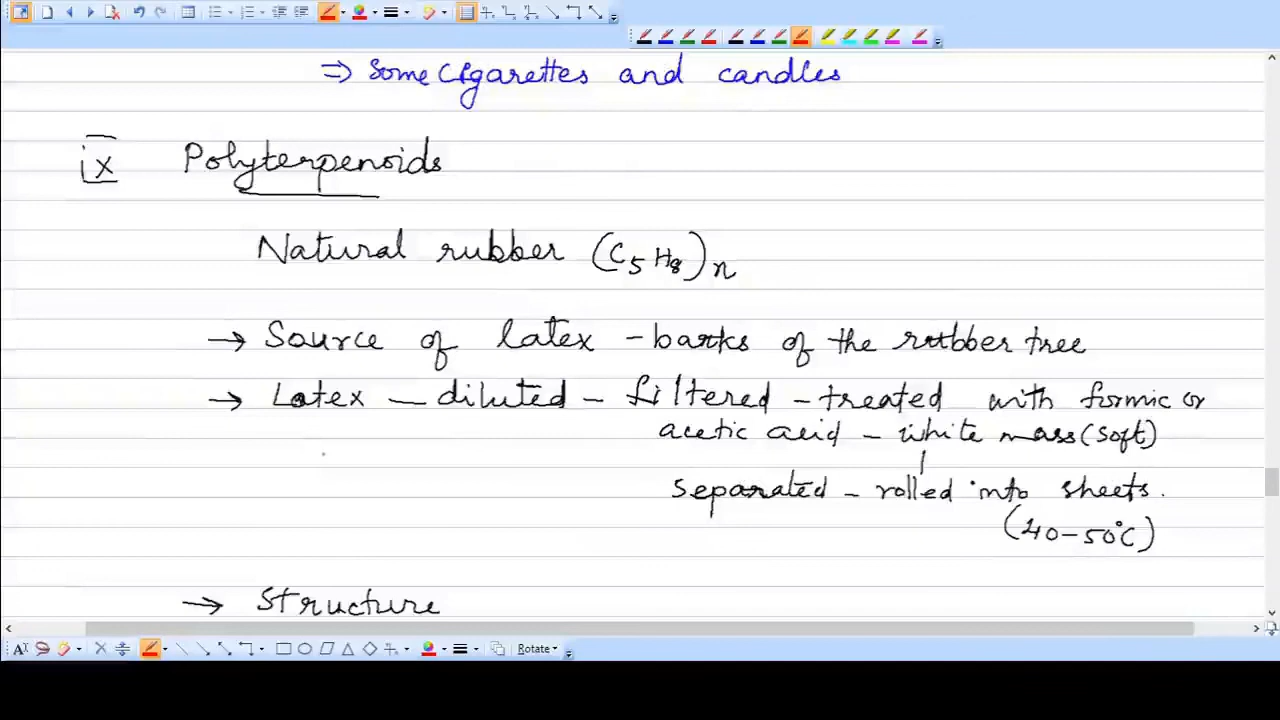 ⇒ Some Cigarettes and candles
ix Polyterpenoids
Natural rubber (C5H8)n
→ Source of latex - barks of the rubber tree
→ Latex - diluted - filtered - treated with formic or
acetic acid - white mass (soft)
separated - rolled into sheets.
(40-50°C)
→ Structure
Rotate